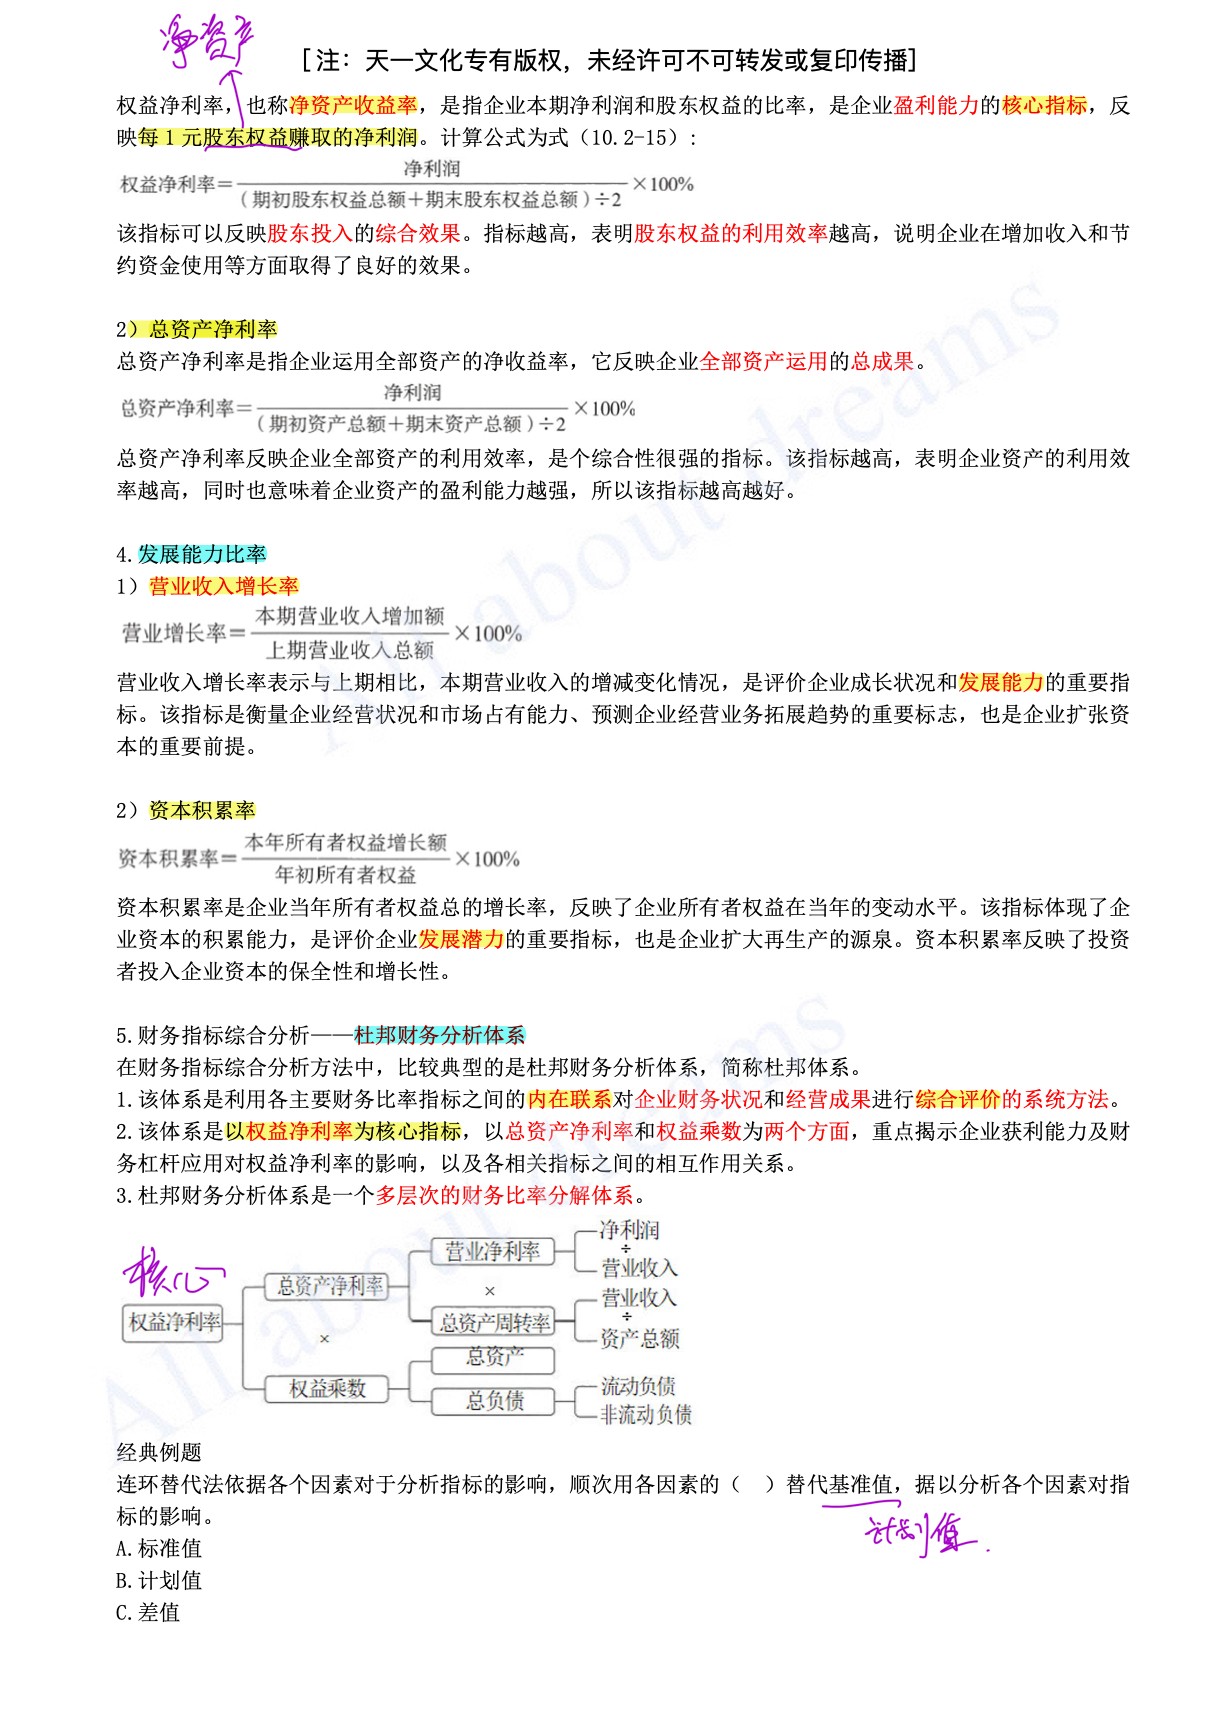 净资产
[注：天一文化专有版权，未经许可不可转发或复印传播]
权益净利率，也称净资产收益率，是指企业本期净利润和股东权益的比率，是企业盈利能力的核心指标，反
映每 1 元股东权益赚取的净利润。计算公式为式（10.2-15）：
权益净利率＝净利润/（期初股东权益总额＋期末股东权益总额）÷2×100%
该指标可以反映股东投入的综合效果。指标越高，表明股东权益的利用效率越高，说明企业在增加收入和节
约资金使用等方面取得了良好的效果。
2）总资产净利率
总资产净利率是指企业运用全部资产的净收益率，它反映企业全部资产运用的总成果。
总资产净利率＝净利润/（期初资产总额＋期末资产总额）÷2×100%
总资产净利率反映企业全部资产的利用效率，是个综合性很强的指标。该指标越高，表明企业资产的利用效
率越高，同时也意味着企业资产的盈利能力越强，所以该指标越高越好。
4.发展能力比率
1）营业收入增长率
营业增长率＝本期营业收入增加额/上期营业收入总额×100%
营业收入增长率表示与上期相比，本期营业收入的增减变化情况，是评价企业成长状况和发展能力的重要指
标。该指标是衡量企业经营状况和市场占有能力、预测企业经营业务拓展趋势的重要标志，也是企业扩张资
本的重要前提。
2）资本积累率
资本积累率＝本年所有者权益增长额/年初所有者权益×100%
资本积累率是企业当年所有者权益总的增长率，反映了企业所有者权益在当年的变动水平。该指标体现了企
业资本的积累能力，是评价企业发展潜力的重要指标，也是企业扩大再生产的源泉。资本积累率反映了投资
者投入企业资本的保全性和增长性。
5.财务指标综合分析——杜邦财务分析体系
在财务指标综合分析方法中，比较典型的是杜邦财务分析体系，简称杜邦体系。
1.该体系是利用各主要财务比率指标之间的内在联系对企业财务状况和经营成果进行综合评价的系统方法。
2.该体系是以权益净利率为核心指标，以总资产净利率和权益乘数为两个方面，重点揭示企业获利能力及财
务杠杆应用对权益净利率的影响，以及各相关指标之间的相互作用关系。
3.杜邦财务分析体系是一个多层次的财务比率分解体系。
核心
权益净利率
总资产净利率
×
权益乘数
营业净利率
×
总资产周转率
总资产
总负债
净利润
÷
营业收入
营业收入
÷
资产总额
流动负债
非流动负债
经典例题
连环替代法依据各个因素对于分析指标的影响，顺次用各因素的（　）替代基准值，据以分析各个因素对指
标的影响。
计划值.
A.标准值
B.计划值
C.差值
All about dreams
All about dreams